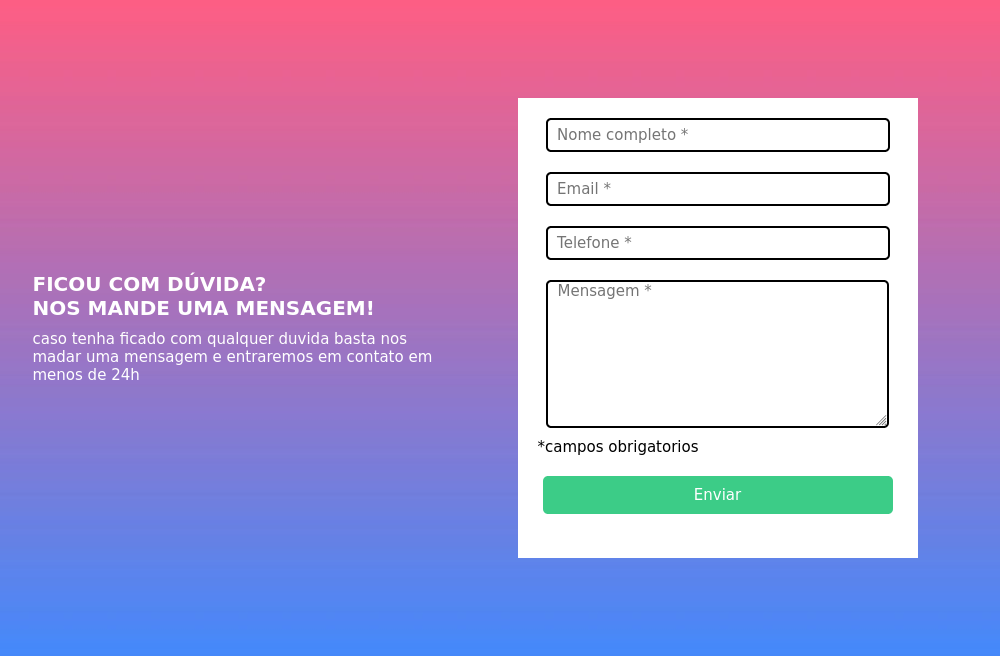 FICOU COM DÚVIDA?
NOS MANDE UMA MENSAGEM!
caso tenha ficado com qualquer duvida basta nos
madar uma mensagem e entraremos em contato em
menos de 24h
Nome completo *
Email *
Telefone *
Mensagem *
*campos obrigatorios
Enviar